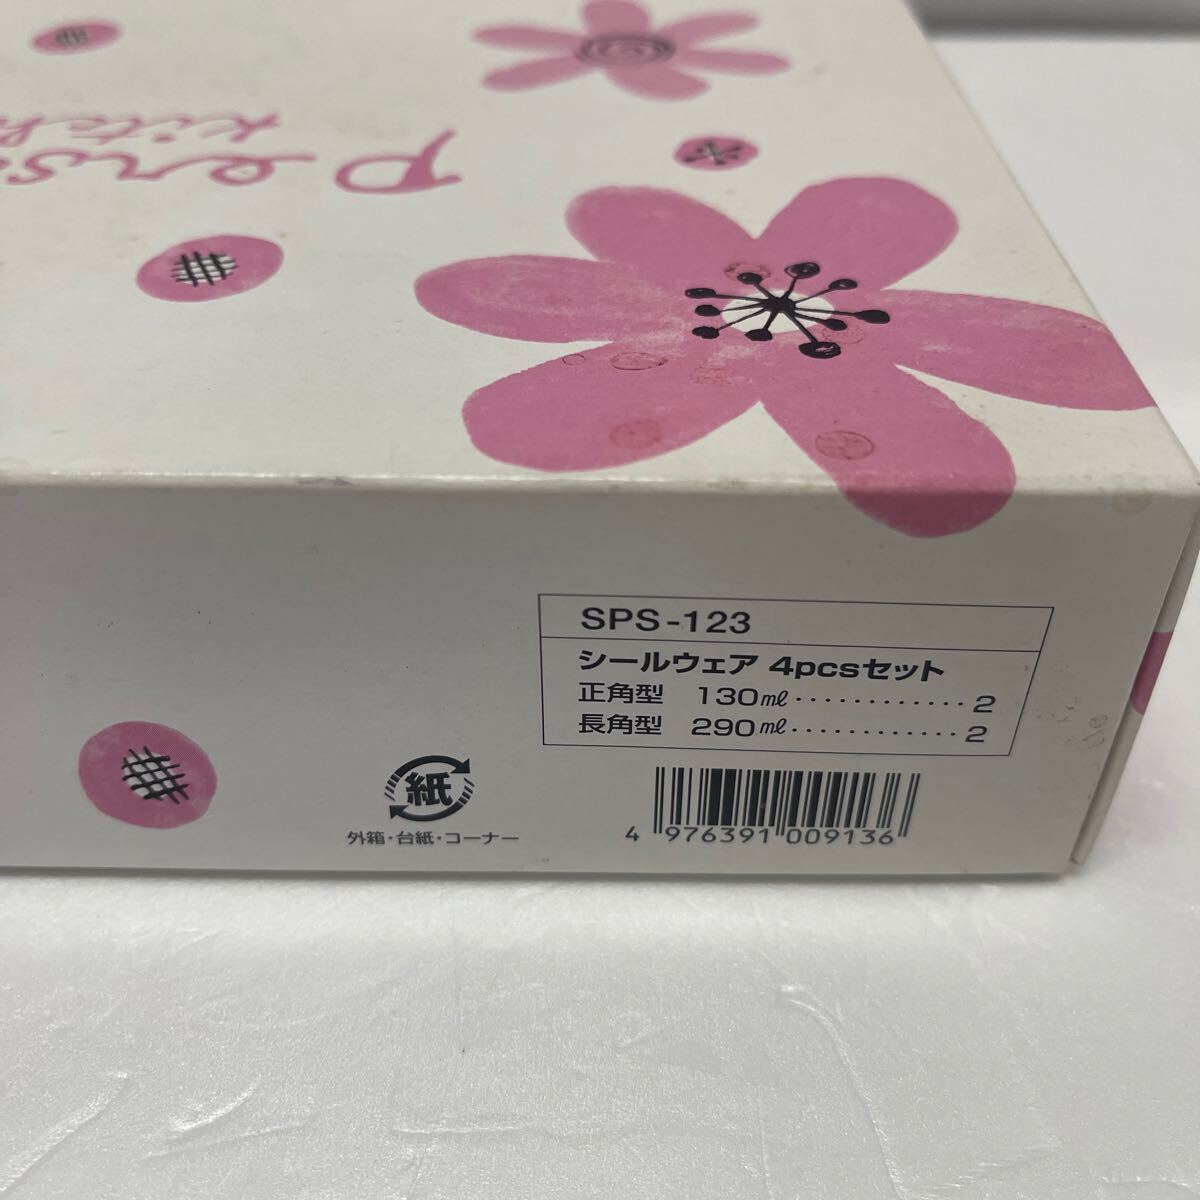 SPS-123
シールウェア 4pcsセット
正角型 130㎖ ············· 2
長角型 290㎖ ············· 2
紙
外箱・台紙・コーナー
4 976391 009136